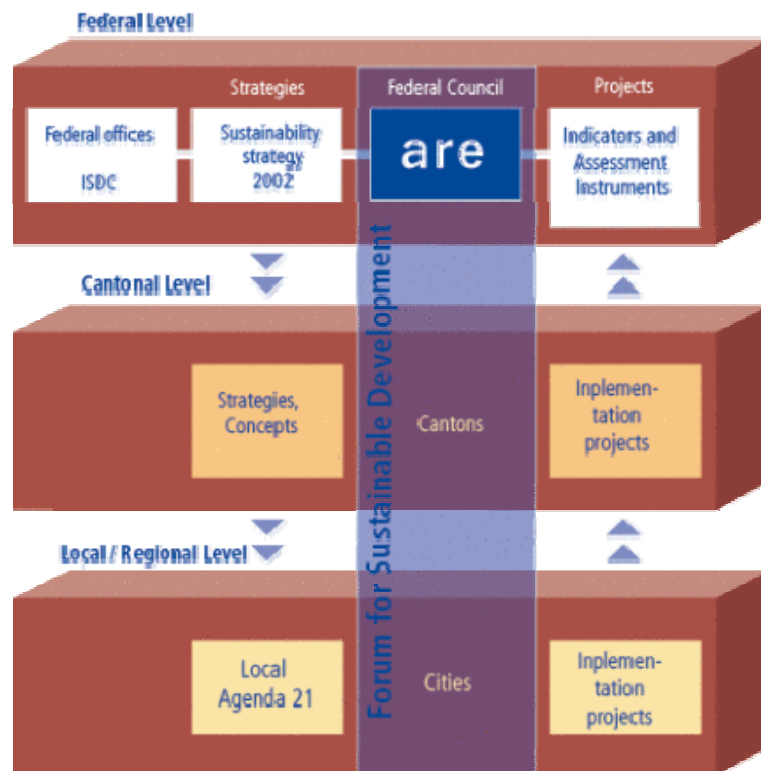 Federal Level
Strategies
Federal Council
Projects
Federal offices
ISDC
Sustainability
strategy
2002
are
Indicators and
Assessment
Instruments
Forum for Sustainable Development
Cantonal Level
Strategies,
Concepts
Cantons
Inplemen-
tation
projects
Local / Regional Level
Local
Agenda 21
Cities
Inplemen-
tation
projects